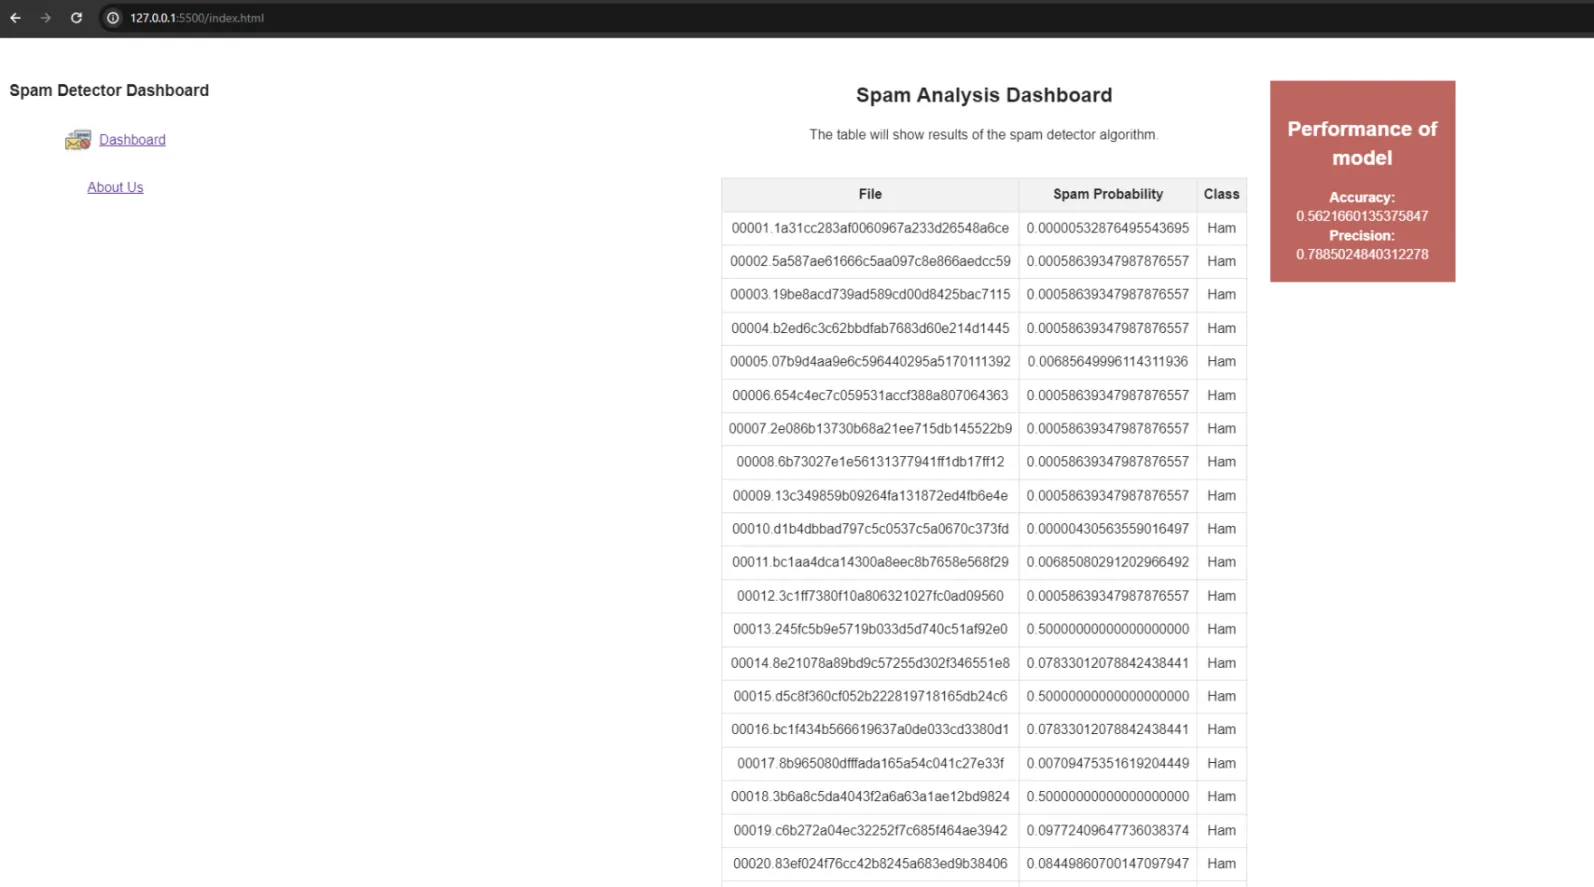 127.0.0.1:5500/index.html
Spam Detector Dashboard
Dashboard
About Us
Spam Analysis Dashboard
The table will show results of the spam detector algorithm.
File Spam Probability Class
00001.1a31cc283af0060967a233d26548a6ce 0.00000532876495543695 Ham
00002.5a587ae61666c5aa097c8e866aedcc59 0.00058639347987876557 Ham
00003.19be8acd739ad589cd00d8425bac7115 0.00058639347987876557 Ham
00004.b2ed6c3c62bbdfab7683d60e214d1445 0.00058639347987876557 Ham
00005.07b9d4aa9e6c596440295a5170111392 0.00685649996114311936 Ham
00006.654c4ec7c059531accf388a807064363 0.00058639347987876557 Ham
00007.2e086b13730b68a21ee715db145522b9 0.00058639347987876557 Ham
00008.6b73027e1e56131377941ff1db17ff12 0.00058639347987876557 Ham
00009.13c349859b09264fa131872ed4fb6e4e 0.00058639347987876557 Ham
00010.d1b4dbbad797c5c0537c5a0670c373fd 0.00000430563559016497 Ham
00011.bc1aa4dca14300a8eec8b7658e568f29 0.00685080291202966492 Ham
00012.3c1ff7380f10a806321027fc0ad09560 0.00058639347987876557 Ham
00013.245fc5b9e5719b033d5d740c51af92e0 0.50000000000000000000 Ham
00014.8e21078a89bd9c57255d302f346551e8 0.07833012078842438441 Ham
00015.d5c8f360cf052b222819718165db24c6 0.50000000000000000000 Ham
00016.bc1f434b566619637a0de033cd3380d1 0.07833012078842438441 Ham
00017.8b965080dfffada165a54c041c27e33f 0.00709475351619204449 Ham
00018.3b6a8c5da4043f2a6a63a1ae12bd9824 0.50000000000000000000 Ham
00019.c6b272a04ec32252f7c685f464ae3942 0.09772409647736038374 Ham
00020.83ef024f76cc42b8245a683ed9b38406 0.08449860700147097947 Ham
Performance of
model
Accuracy:
0.5621660135375847
Precision:
0.7885024840312278